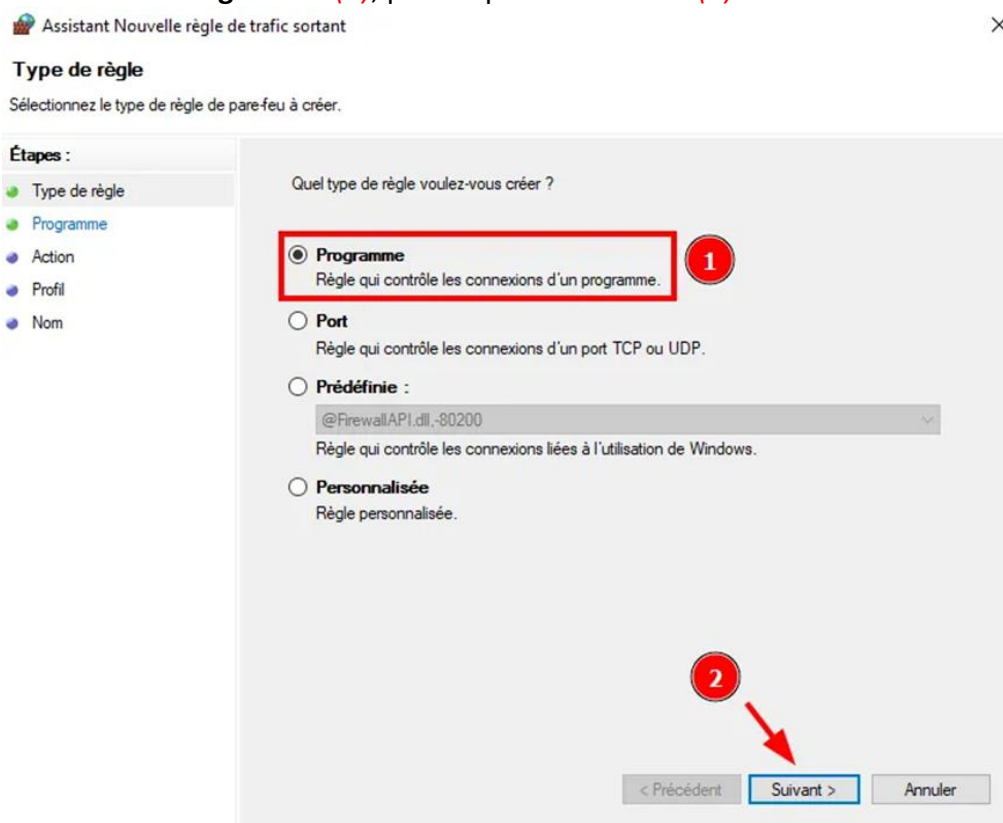 Assistant Nouvelle règle de trafic sortant
Type de règle
Sélectionnez le type de règle de pare-feu à créer.
Étapes :
Type de règle
Programme
Action
Profil
Nom
Quel type de règle voulez-vous créer ?
Programme
Règle qui contrôle les connexions d'un programme.
1
Port
Règle qui contrôle les connexions d'un port TCP ou UDP.
Prédéfinie :
@FirewallAPI.dll,-80200
Règle qui contrôle les connexions liées à l'utilisation de Windows.
Personnalisée
Règle personnalisée.
2
< Précédent
Suivant >
Annuler